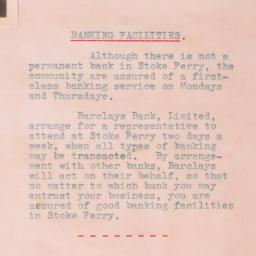 BANKING FACILITIES.
Although there is not a
permanent bank in Stoke Ferry, the
community are assured of a first-
class banking service on Mondays
and Thursdays.
Barclays Bank, Limited,
arrange for a representative to
attend at Stoke Ferry two days a
week, when all types of banking
may be transacted. By arrange-
ment with other banks, Barclays
will act on their behalf, so that
no matter to which bank you may
entrust your business, you are
assured of good banking facilities
in Stoke Ferry.